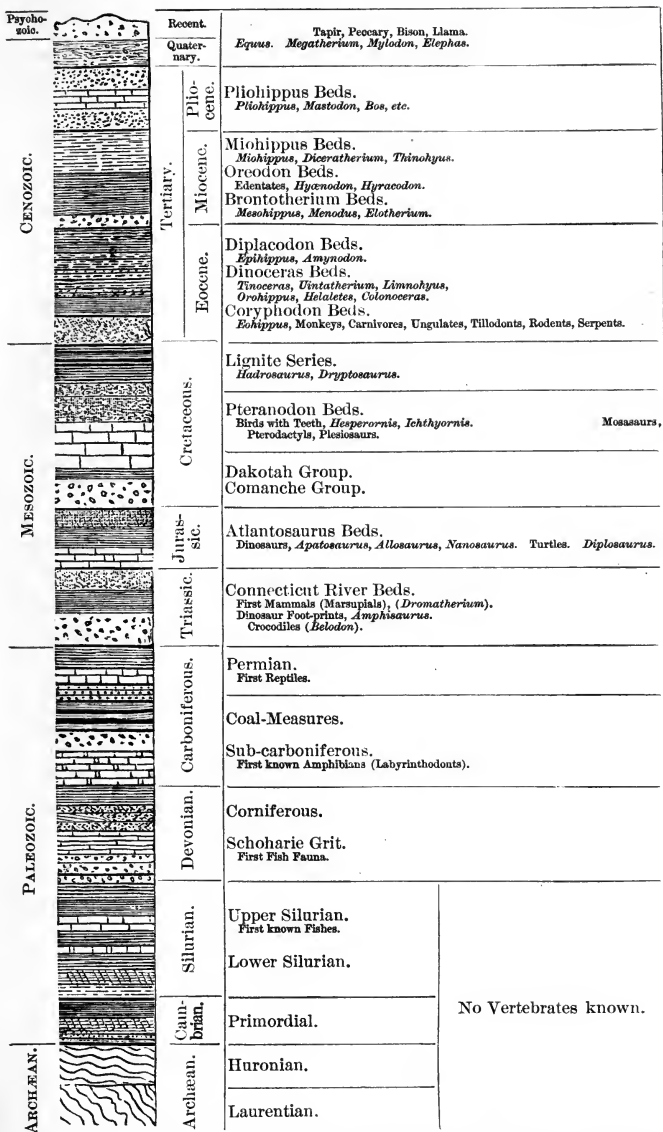 Psycho-
zoic.
Recent.
Tapir, Peccary, Bison, Llama.
Quater-
nary.
Equus. Megatherium, Mylodon, Elephas.
CENOZOIC.
Tertiary.
Plio-
cene.
Pliohippus Beds.
Pliohippus, Mastodon, Bos, etc.
Miocene.
Miohippus Beds.
Miohippus, Diceratherium, Thinohyus.
Oreodon Beds.
Edentates, Hyænodon, Hyracodon.
Brontotherium Beds.
Mesohippus, Menodus, Elotherium.
Eocene.
Diplacodon Beds.
Epihippus, Amynodon.
Dinoceras Beds.
Tinoceras, Uintatherium, Limnohyus,
Orohippus, Helaletes, Colonoceras.
Coryphodon Beds.
Eohippus, Monkeys, Carnivores, Ungulates, Tillodonts, Rodents, Serpents.
MESOZOIC.
Cretaceous.
Lignite Series.
Hadrosaurus, Dryptosaurus.
Pteranodon Beds.
Birds with Teeth, Hesperornis, Ichthyornis. Mosasaurs,
Pterodactyls, Plesiosaurs.
Dakotah Group.
Comanche Group.
Juras-
sic.
Atlantosaurus Beds.
Dinosaurs, Apatosaurus, Allosaurus, Nanosaurus. Turtles. Diplosaurus.
Triassic.
Connecticut River Beds.
First Mammals (Marsupials), (Dromatherium).
Dinosaur Foot-prints, Amphisaurus.
Crocodiles (Belodon).
PALEOZOIC.
Carboniferous.
Permian.
First Reptiles.
Coal-Measures.
Sub-carboniferous.
First known Amphibians (Labyrinthodonts).
Devonian.
Corniferous.
Schoharie Grit.
First Fish Fauna.
Silurian.
Upper Silurian.
First known Fishes.
Lower Silurian.
No Vertebrates known.
Cam-
brian.
Primordial.
ARCHÆAN.
Archæan.
Huronian.
Laurentian.